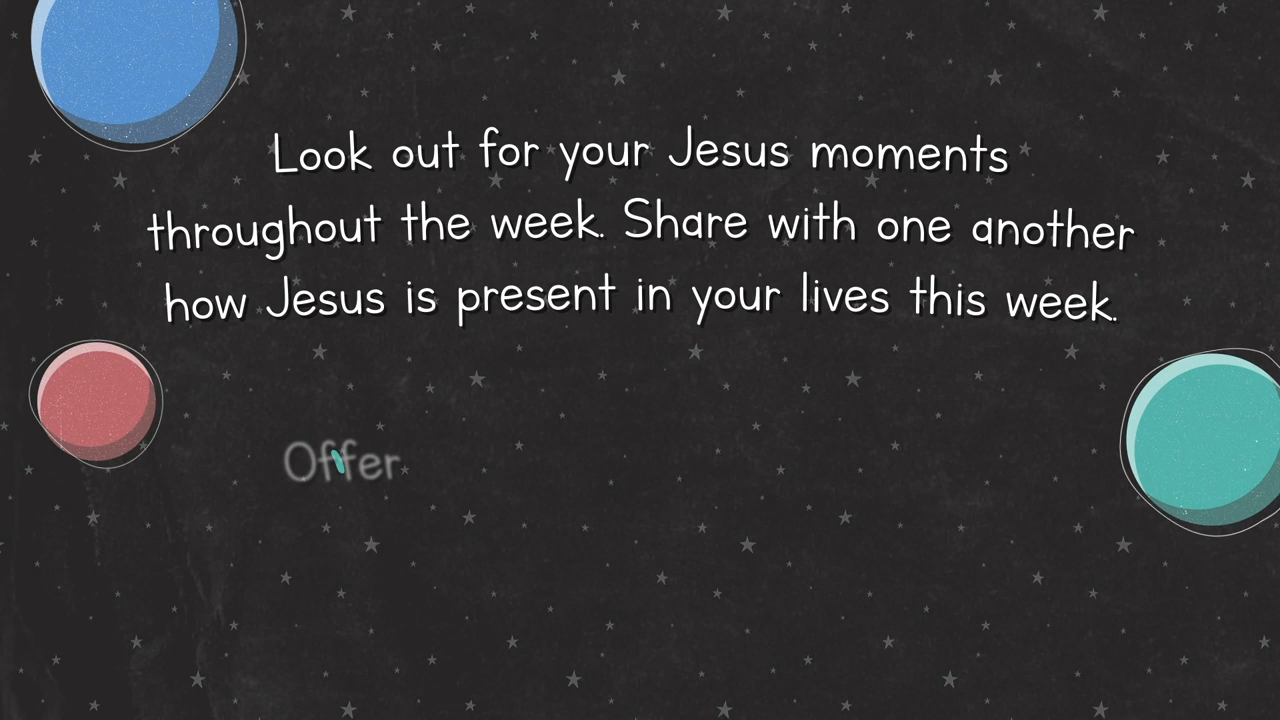 Look out for your Jesus moments
throughout the week. Share with one another
how Jesus is present in your lives this week.
Offer